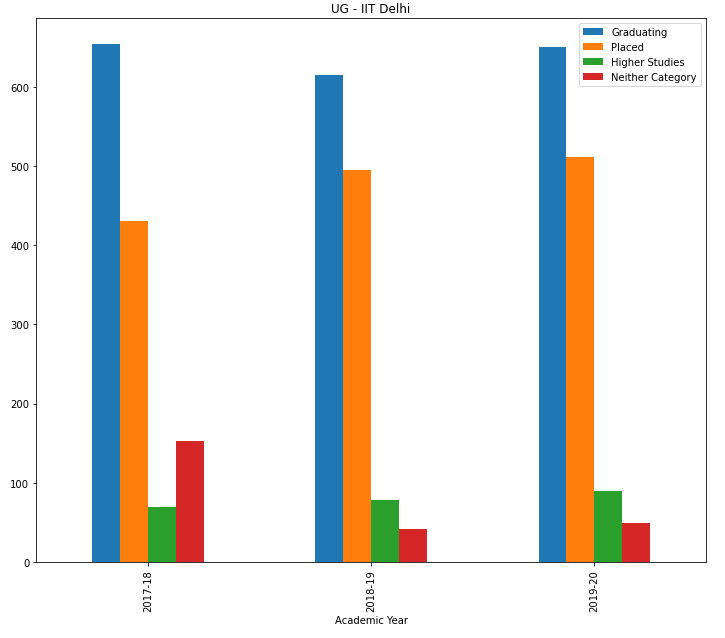 UG - IIT Delhi
Graduating
Placed
Higher Studies
Neither Category
600
500
400
300
200
100
0
2017-18
2018-19
2019-20
Academic Year